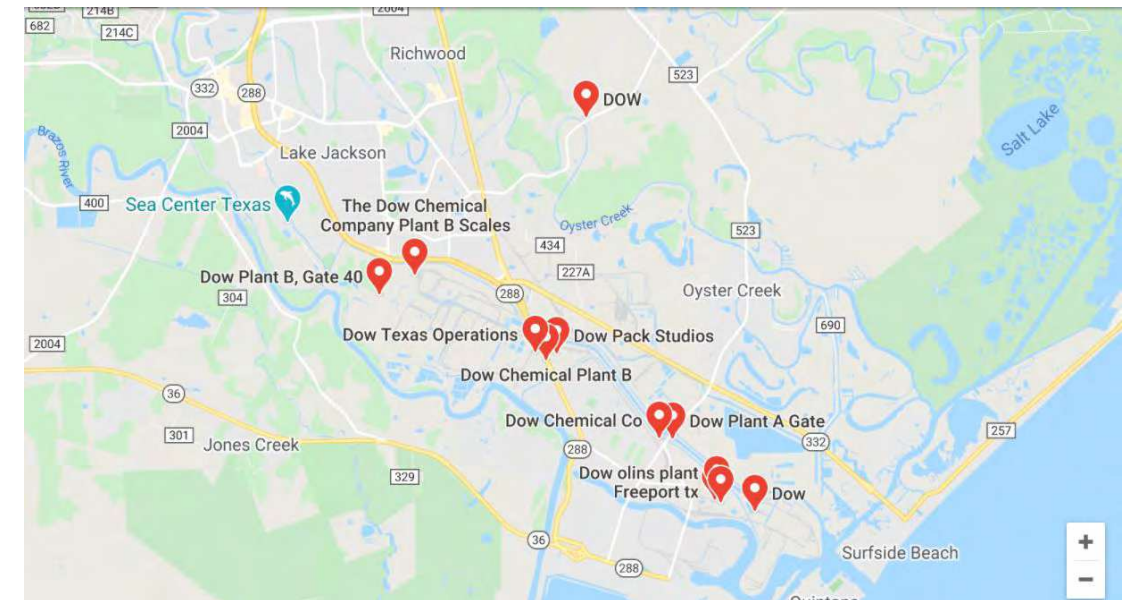 214B
2004
682
214C
Richwood
332
288
523
DOW
2004
Brazos
River
Lake Jackson
Salt Lake
400
Sea Center Texas
The Dow Chemical
Company Plant B Scales
Oyster Creek
523
434
227A
Dow Plant B, Gate 40
304
288
Oyster Creek
690
2004
Dow Texas Operations
Dow Pack Studios
Dow Chemical Plant B
36
301
Jones Creek
Dow Chemical Co
Dow Plant A Gate
257
332
288
329
Dow olins plant
Freeport tx
Dow
36
288
Surfside Beach
+
−